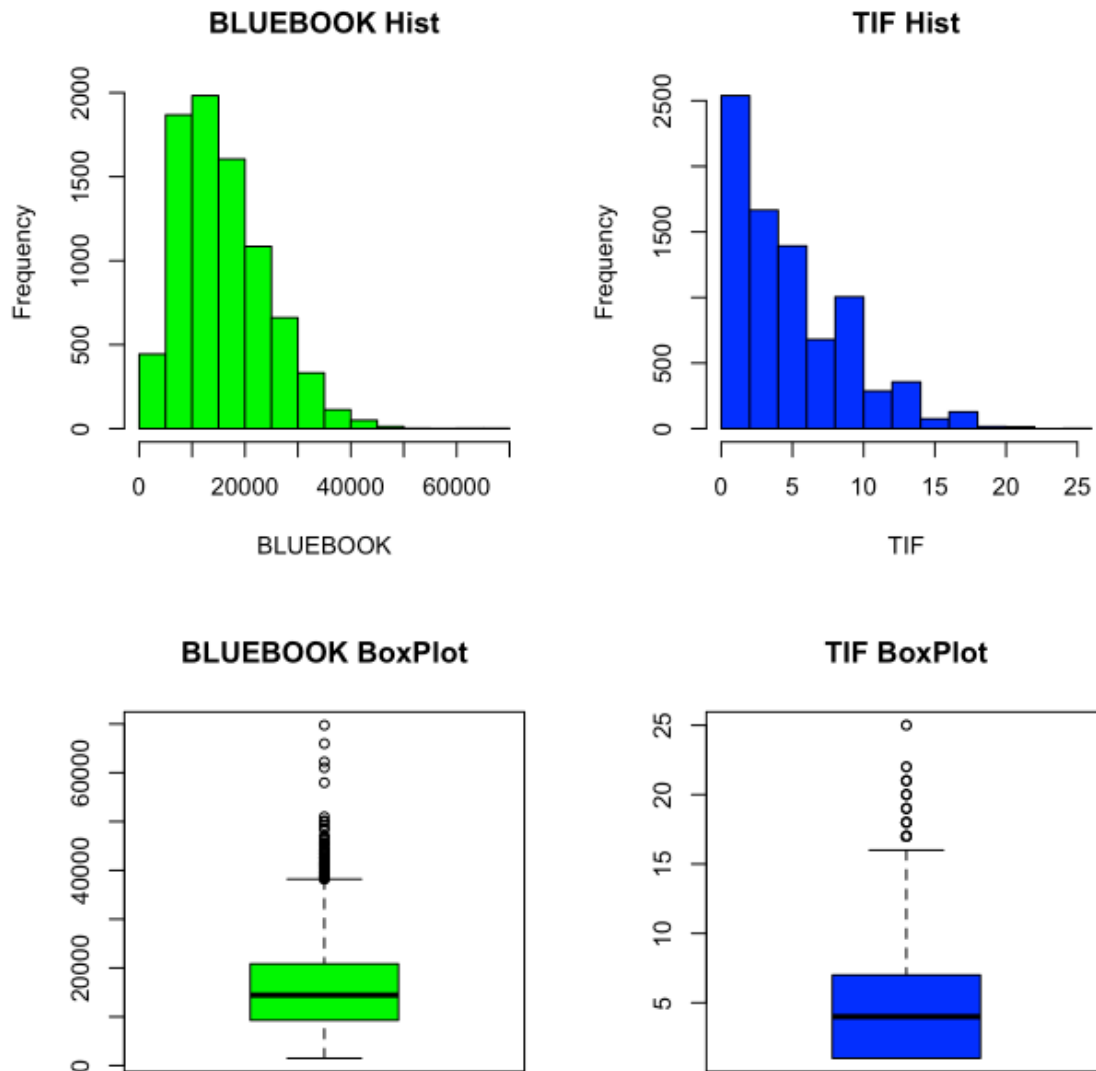 BLUEBOOK Hist
Frequency
2000
1500
1000
500
0
0 20000 40000 60000
BLUEBOOK
TIF Hist
Frequency
2500
1500
500
0
0 5 10 15 20 25
TIF
BLUEBOOK BoxPlot
60000
40000
20000
0
TIF BoxPlot
25
20
15
10
5